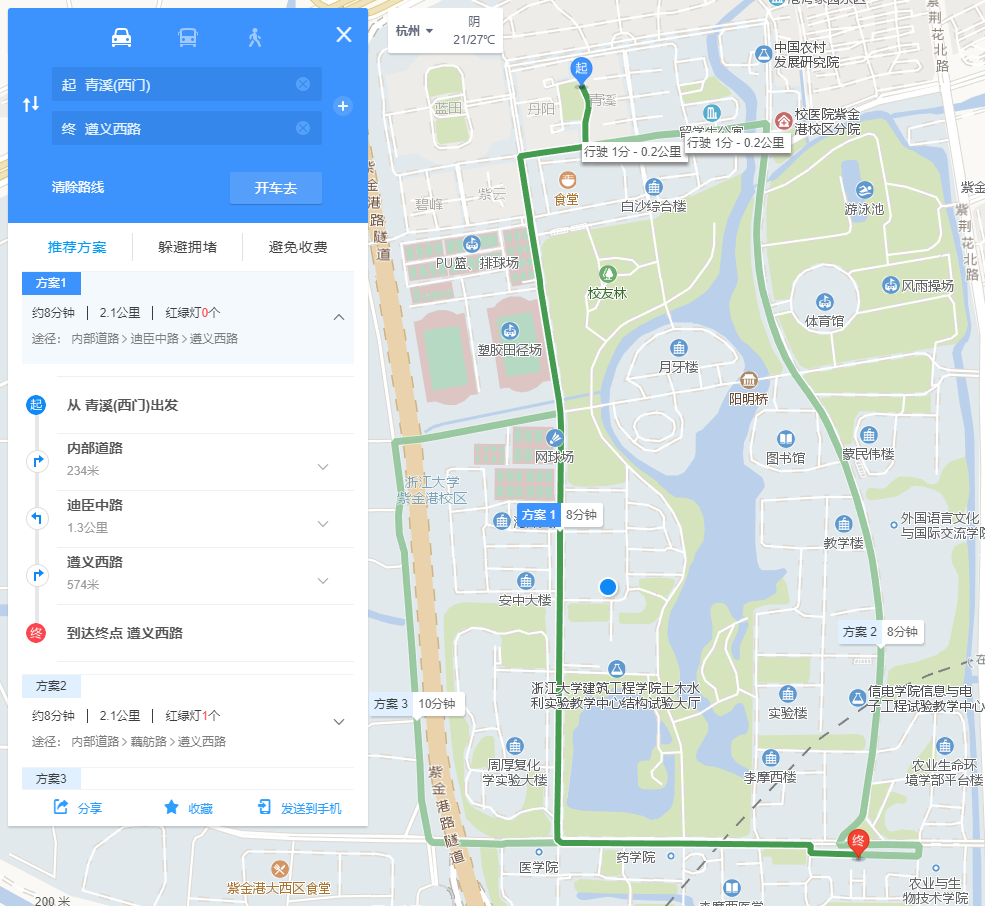 起 青溪(西门)
终 遵义西路
清除路线
开车去
推荐方案
躲避拥堵
避免收费
方案1
约8分钟 | 2.1公里 | 红绿灯0个
途径： 内部道路>迪臣中路>遵义西路
起
从 青溪(西门)出发
内部道路
234米
迪臣中路
1.3公里
遵义西路
574米
终
到达终点 遵义西路
方案2
约8分钟 | 2.1公里 | 红绿灯1个
途径： 内部道路>藕舫路>遵义西路
方案3
分享
收藏
发送到手机
杭州
阴
21/27℃
起
蓝田
丹阳
青溪
中国农村
发展研究院
紫荆花北路
留学生公寓
校医院紫金
港校区分院
行驶 1分 - 0.2公里
行驶 1分 - 0.2公里
碧峰
紫云
食堂
白沙综合楼
游泳池
紫金
紫荆花北路
紫金港路隧道
PU篮、排球场
校友林
风雨操场
体育馆
塑胶田径场
月牙楼
阳明桥
网球场
图书馆
蒙民伟楼
浙江大学
紫金港校区
方案 1 8分钟
外国语言文化
与国际交流学院
教学楼
安中大楼
方案 2 8分钟
浙江大学建筑工程学院土木水
利实验教学中心结构试验大厅
信电学院信息与电
子工程试验教学中心
方案 3 10分钟
实验楼
周厚复化
学实验大楼
李摩西楼
农业生命环
境学部平台楼
紫金港路隧道
终
医学院
药学院
紫金港大西区食堂
农业与生
物技术学院
200 米